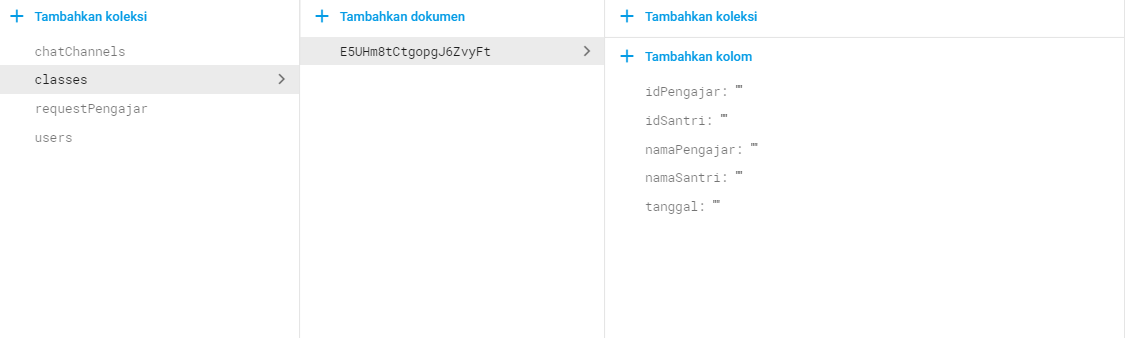 Tambahkan koleksi
chatChannels
classes
requestPengajar
users
Tambahkan dokumen
E5UHm8tCtgopgJ6ZvyFt
Tambahkan koleksi
Tambahkan kolom
idPengajar: ""
idSantri: ""
namaPengajar: ""
namaSantri: ""
tanggal: ""